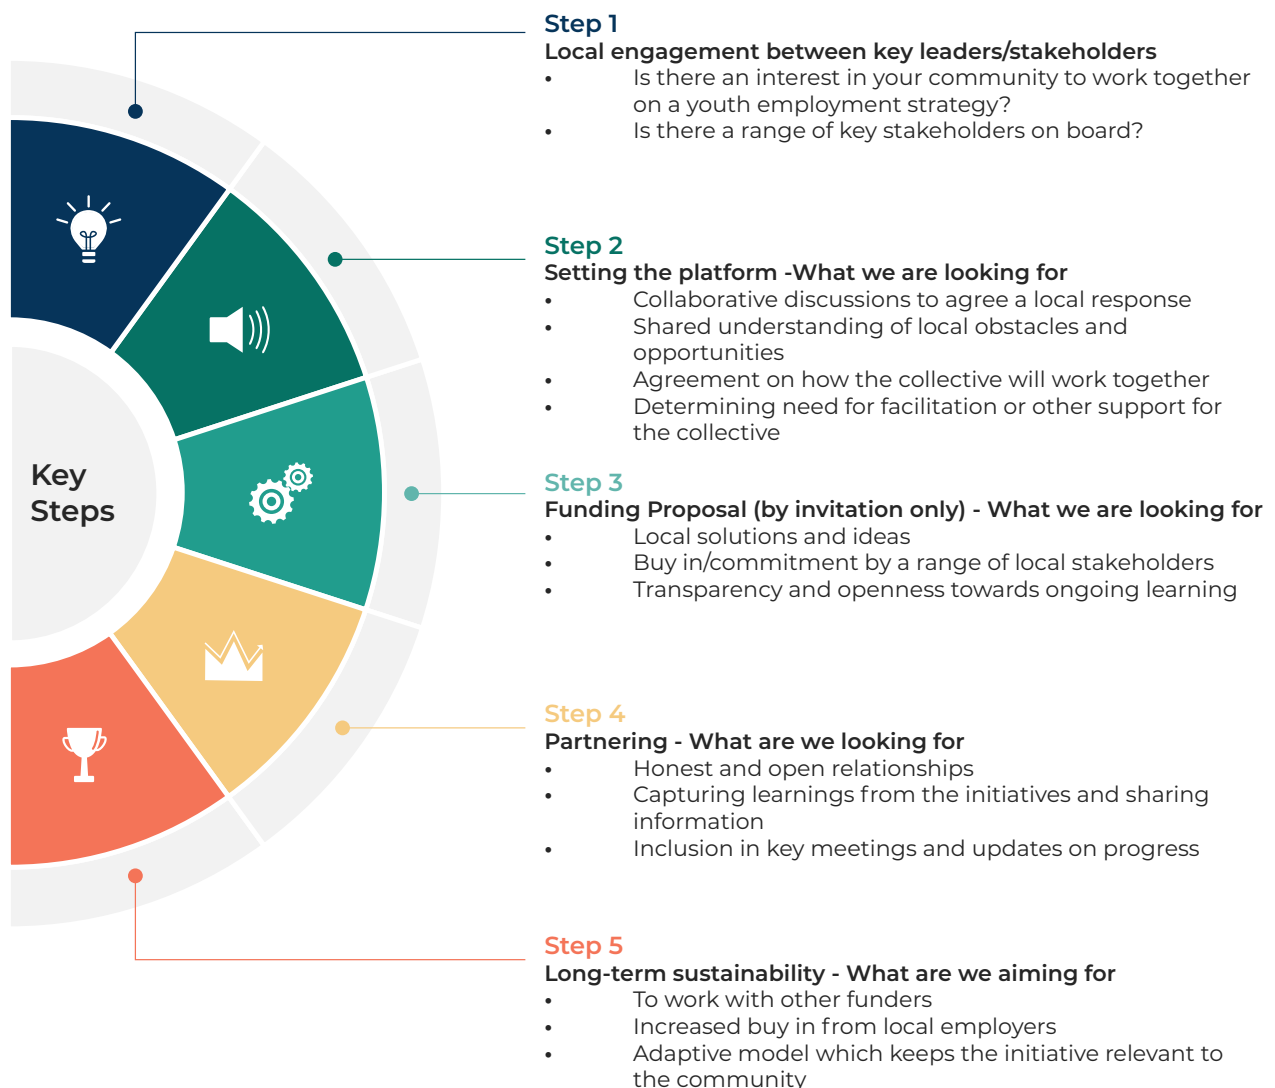 Step 1
Local engagement between key leaders/stakeholders
• Is there an interest in your community to work together
on a youth employment strategy?
• Is there a range of key stakeholders on board?
Step 2
Setting the platform -What we are looking for
• Collaborative discussions to agree a local response
• Shared understanding of local obstacles and
opportunities
• Agreement on how the collective will work together
• Determining need for facilitation or other support for
the collective
Key
Steps
Step 3
Funding Proposal (by invitation only) - What we are looking for
• Local solutions and ideas
• Buy in/commitment by a range of local stakeholders
• Transparency and openness towards ongoing learning
Step 4
Partnering - What are we looking for
• Honest and open relationships
• Capturing learnings from the initiatives and sharing
information
• Inclusion in key meetings and updates on progress
Step 5
Long-term sustainability - What are we aiming for
• To work with other funders
• Increased buy in from local employers
• Adaptive model which keeps the initiative relevant to
the community